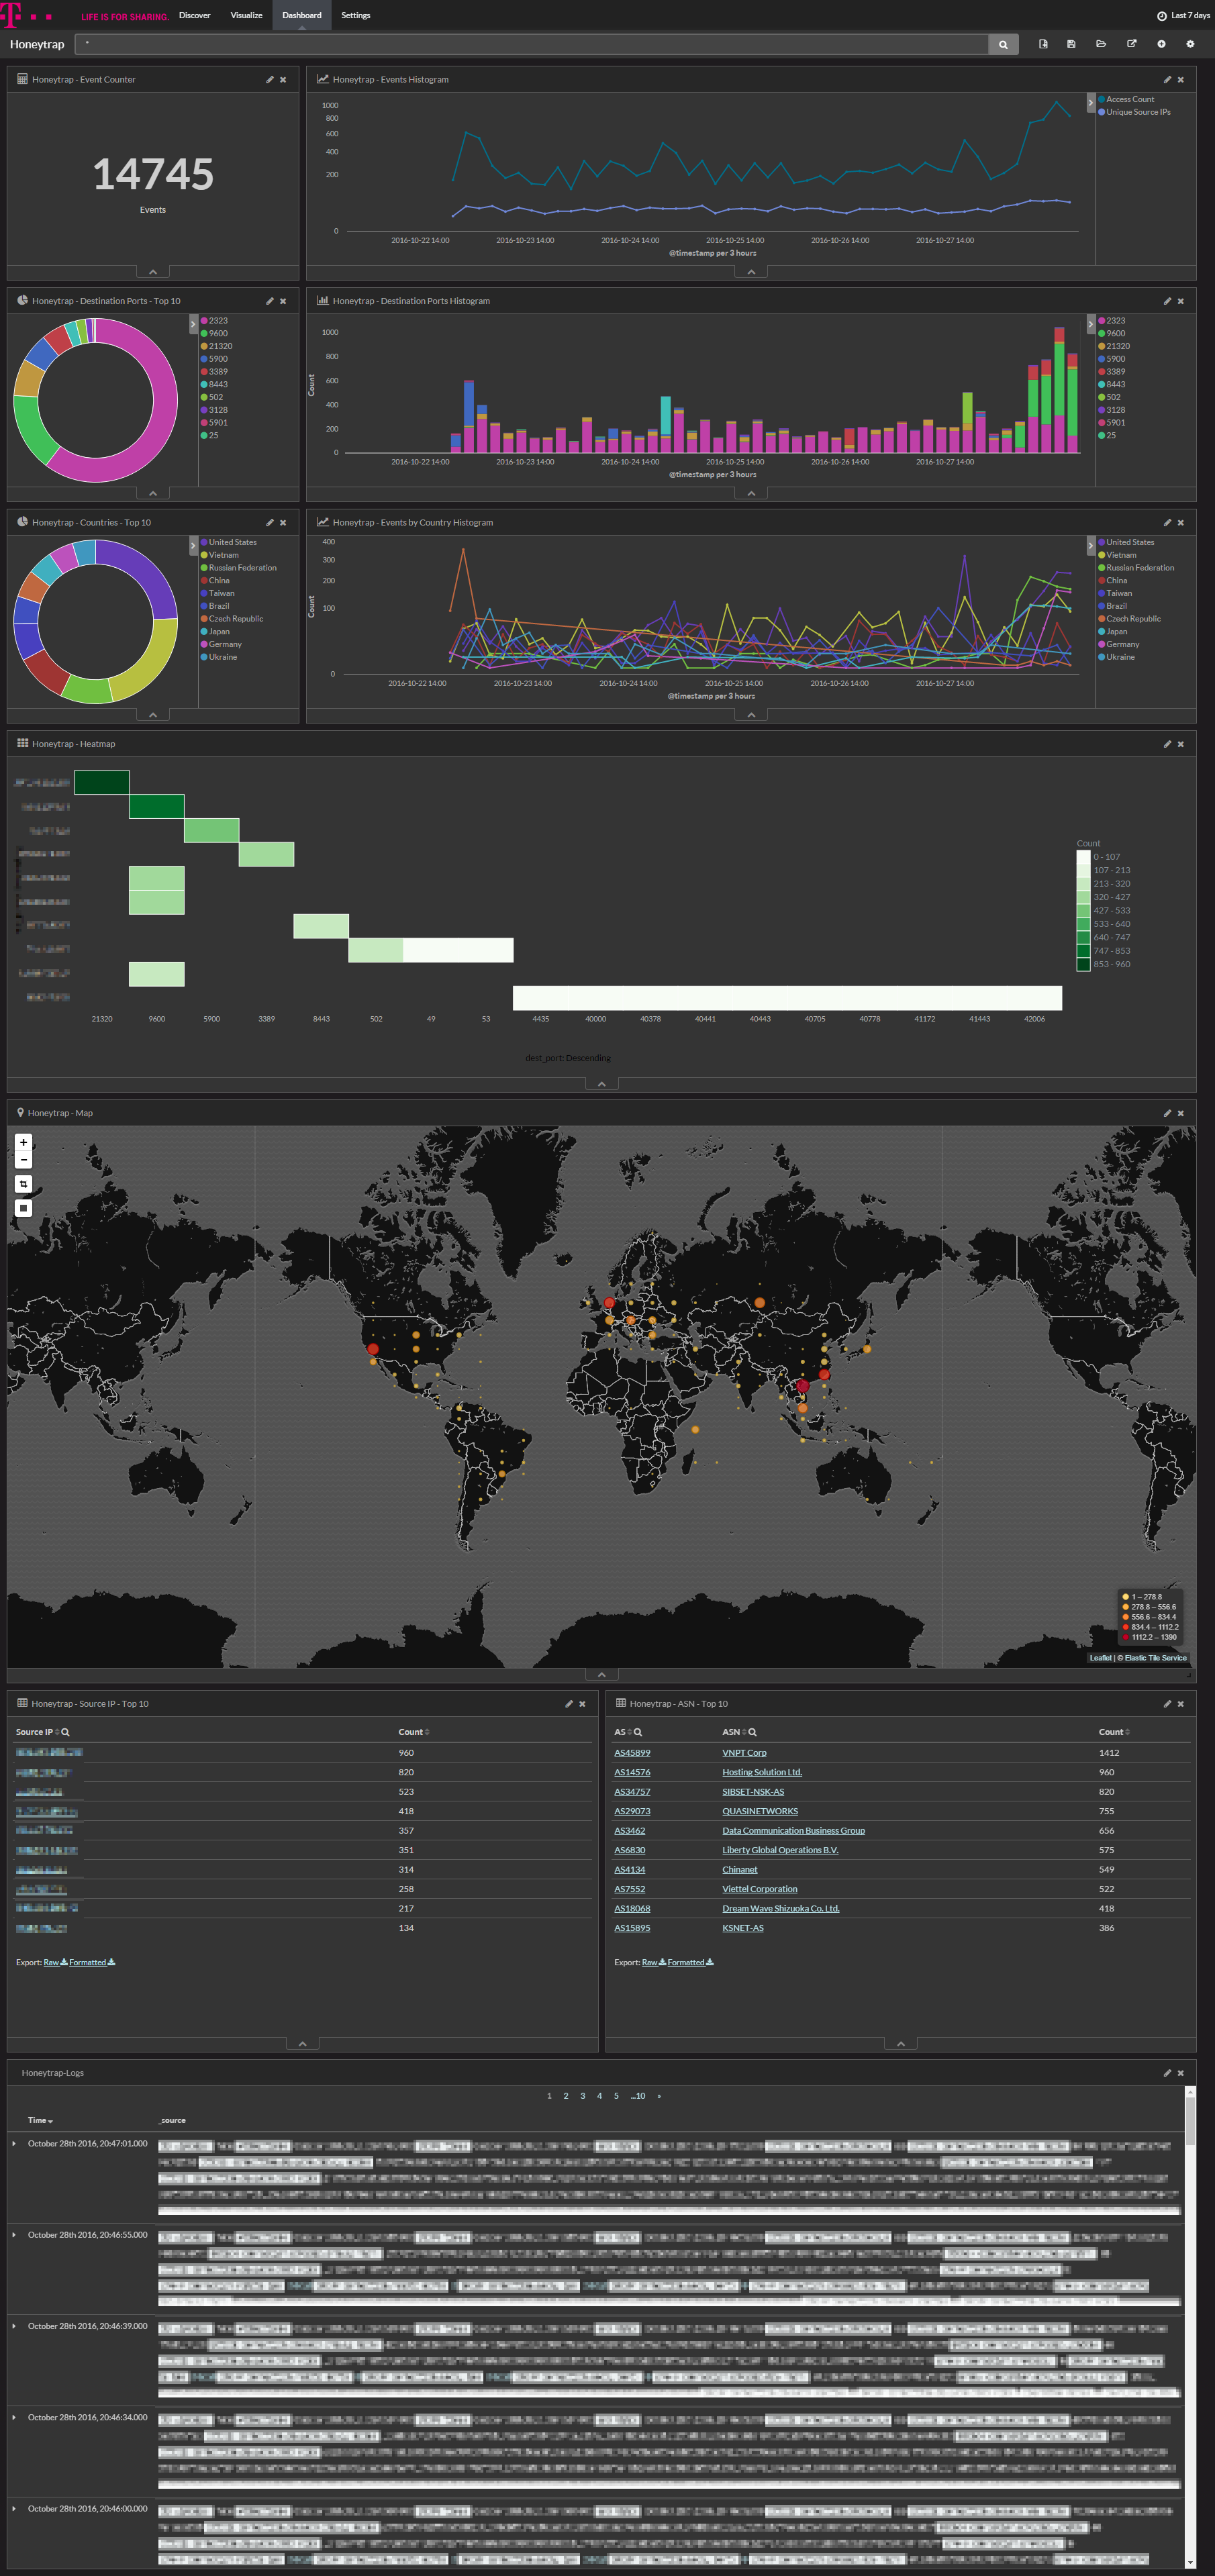 T LIFE IS FOR SHARING. Discover Visualize Dashboard Settings Last 7 days
Honeytrap *
Honeytrap - Event Counter
14745
Events
Honeytrap - Events Histogram
1000
800
600
400
200
0
2016-10-22 14:00 2016-10-23 14:00 2016-10-24 14:00 2016-10-25 14:00 2016-10-26 14:00 2016-10-27 14:00
@timestamp per 3 hours
Access Count
Unique Source IPs
Honeytrap - Destination Ports - Top 10
2323
9600
21320
5900
3389
8443
502
3128
5901
25
Honeytrap - Destination Ports Histogram
Count
1000
800
600
400
200
0
2016-10-22 14:00 2016-10-23 14:00 2016-10-24 14:00 2016-10-25 14:00 2016-10-26 14:00 2016-10-27 14:00
@timestamp per 3 hours
2323
9600
21320
5900
3389
8443
502
3128
5901
25
Honeytrap - Countries - Top 10
United States
Vietnam
Russian Federation
China
Taiwan
Brazil
Czech Republic
Japan
Germany
Ukraine
Honeytrap - Events by Country Histogram
Count
400
300
200
100
0
2016-10-22 14:00 2016-10-23 14:00 2016-10-24 14:00 2016-10-25 14:00 2016-10-26 14:00 2016-10-27 14:00
@timestamp per 3 hours
United States
Vietnam
Russian Federation
China
Taiwan
Brazil
Czech Republic
Japan
Germany
Ukraine
Honeytrap - Heatmap
Count
0 - 107
107 - 213
213 - 320
320 - 427
427 - 533
533 - 640
640 - 747
747 - 853
853 - 960
21320 9600 5900 3389 8443 502 49 53 4435 40000 40378 40441 40443 40705 40778 41172 41443 42006
dest_port: Descending
Honeytrap - Map
+
−
1 – 278.8
278.8 – 556.6
556.6 – 834.4
834.4 – 1112.2
1112.2 – 1390
Leaflet | © Elastic Tile Service
Honeytrap - Source IP - Top 10
Source IP Count
960
820
523
418
357
351
314
258
217
134
Export: Raw Formatted
Honeytrap - ASN - Top 10
AS ASN Count
AS45899 VNPT Corp 1412
AS14576 Hosting Solution Ltd. 960
AS34757 SIBSET-NSK-AS 820
AS29073 QUASINETWORKS 755
AS3462 Data Communication Business Group 656
AS6830 Liberty Global Operations B.V. 575
AS4134 Chinanet 549
AS7552 Viettel Corporation 522
AS18068 Dream Wave Shizuoka Co. Ltd. 418
AS15895 KSNET-AS 386
Export: Raw Formatted
Honeytrap-Logs
1 2 3 4 5 ...10 »
Time _source
October 28th 2016, 20:47:01.000
October 28th 2016, 20:46:55.000
October 28th 2016, 20:46:39.000
October 28th 2016, 20:46:34.000
October 28th 2016, 20:46:00.000